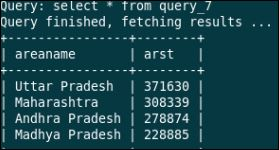 Query: select * from query_7
Query finished, fetching results ...
+----------------+--------+
| areaname | arst |
+----------------+--------+
| Uttar Pradesh | 371630 |
| Maharashtra | 308339 |
| Andhra Pradesh | 278874 |
| Madhya Pradesh | 228885 |